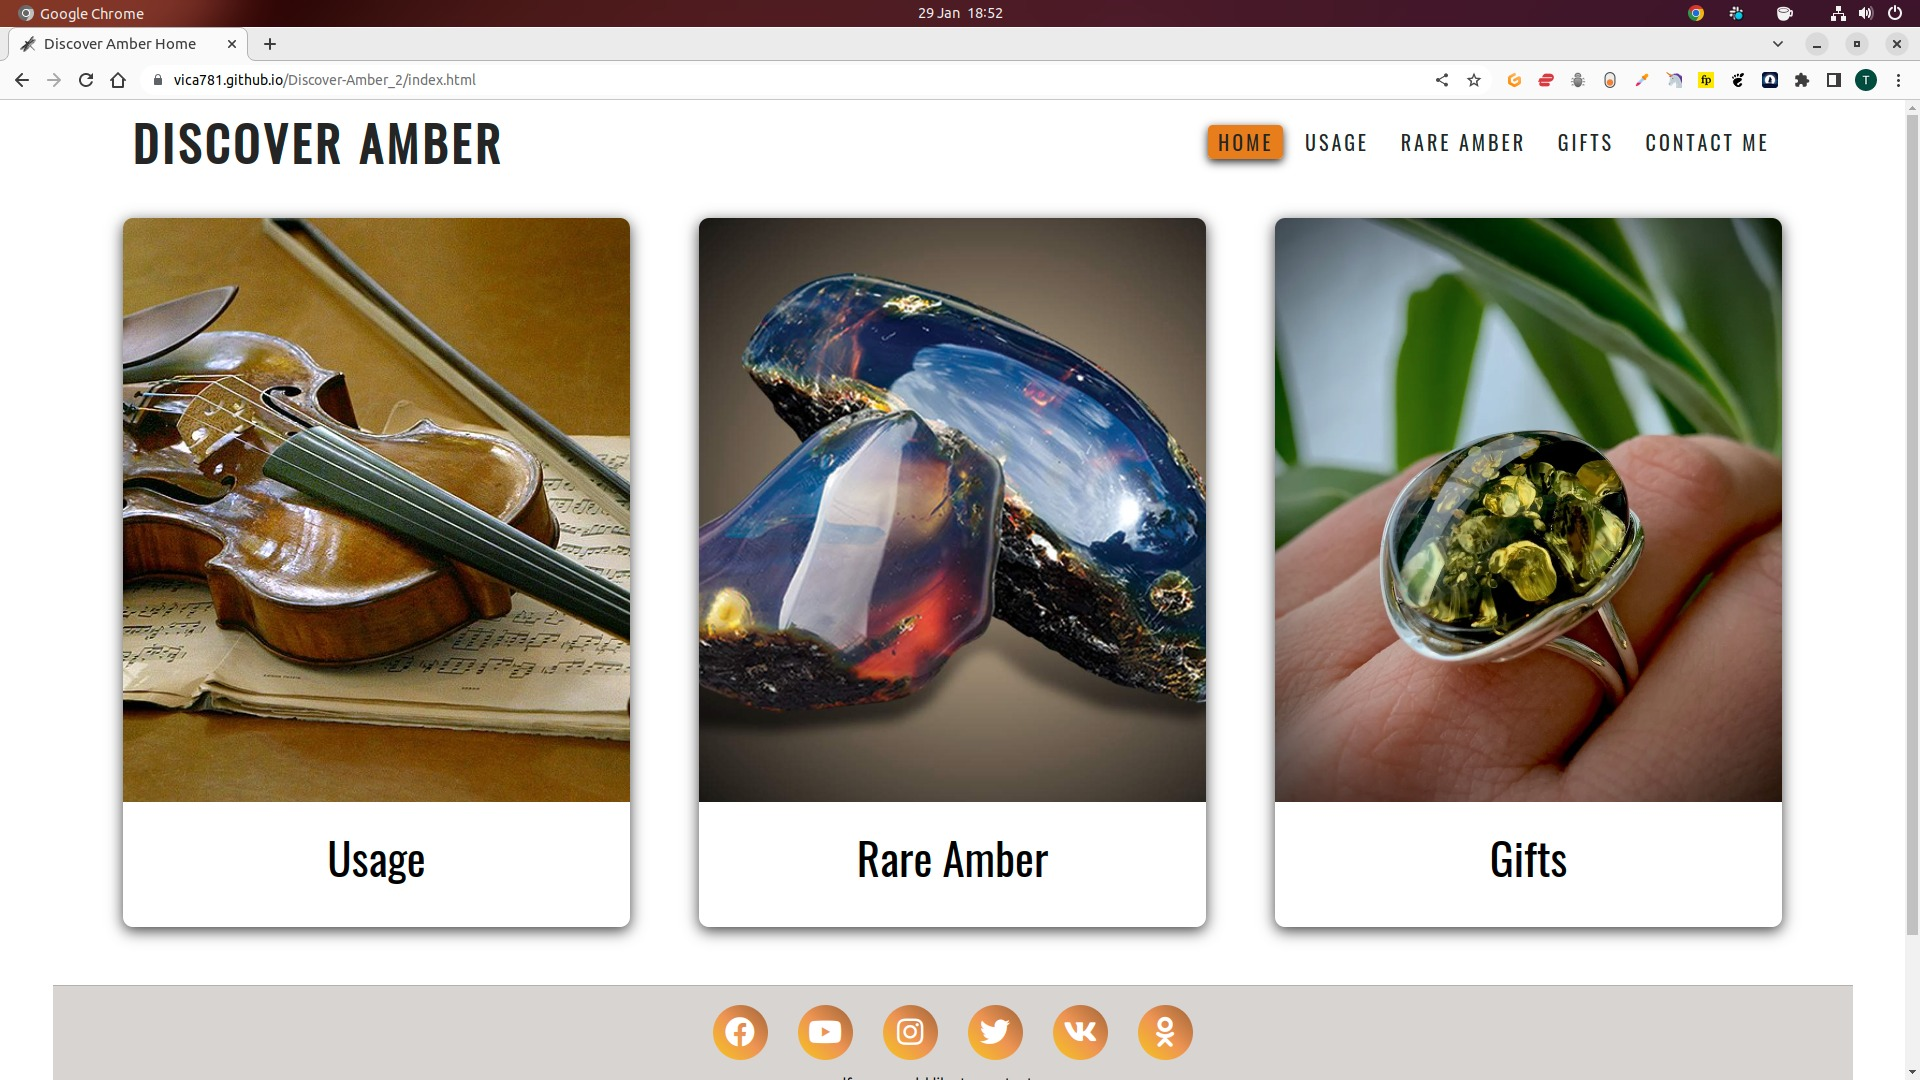 Google Chrome
29 Jan 18:52
Discover Amber Home
vica781.github.io/Discover-Amber_2/index.html
fp
T
DISCOVER AMBER
HOME
USAGE
RARE AMBER
GIFTS
CONTACT ME
Usage
Rare Amber
Gifts